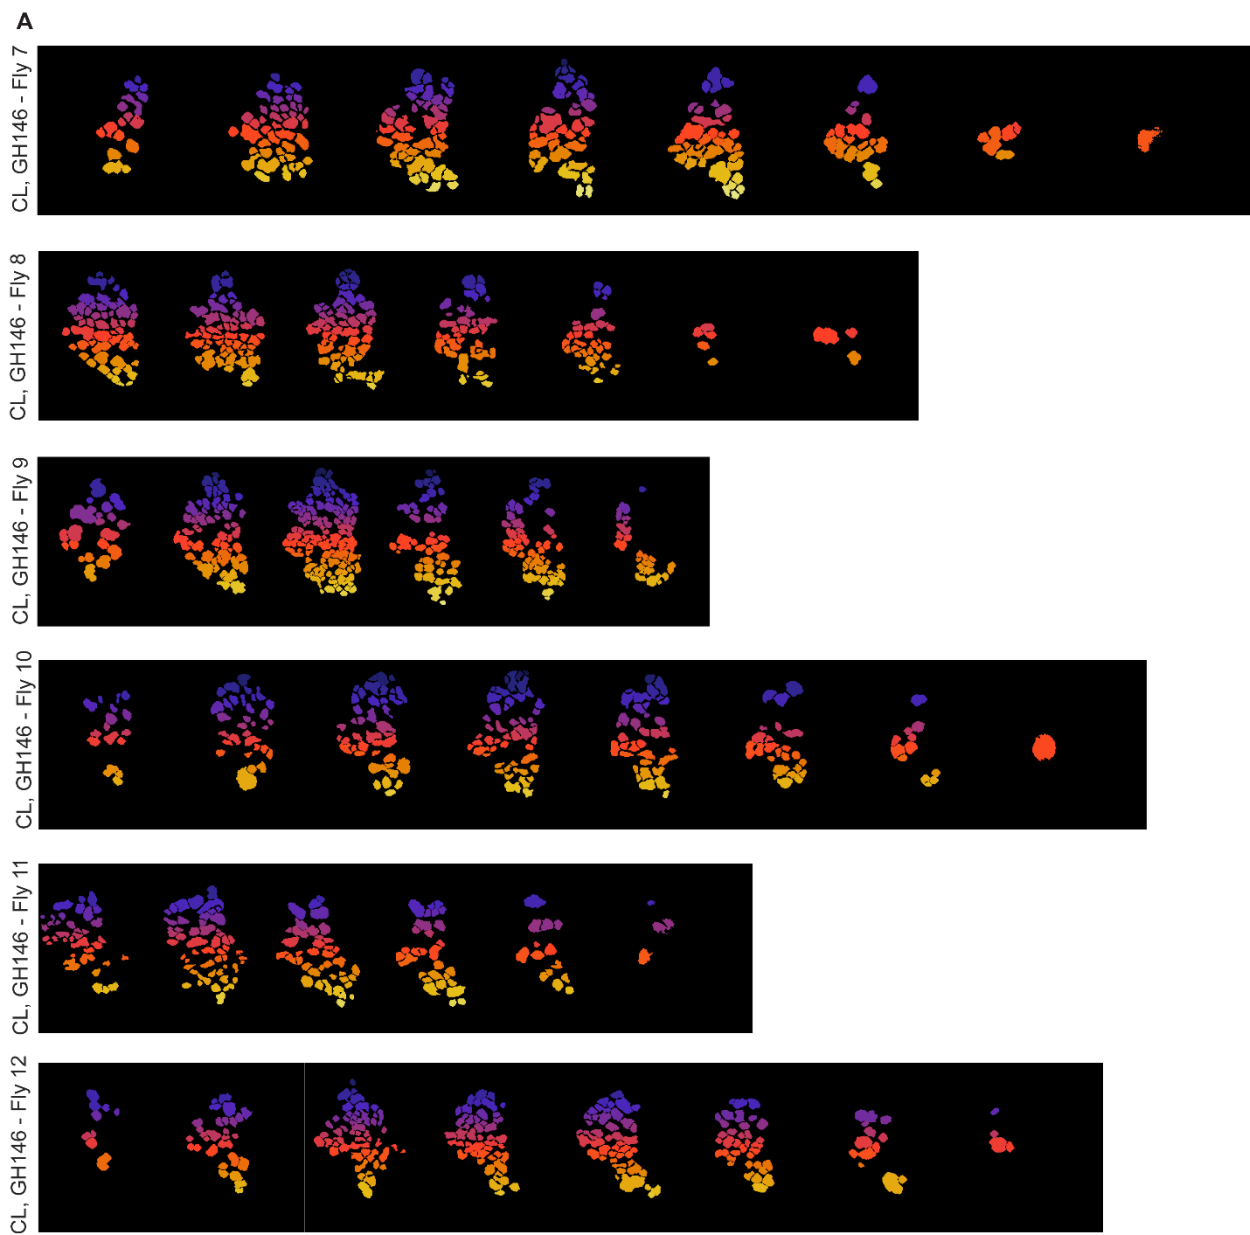 A
CL, GH146 - Fly 7
CL, GH146 - Fly 8
CL, GH146 - Fly 9
CL, GH146 - Fly 10
CL, GH146 - Fly 11
CL, GH146 - Fly 12